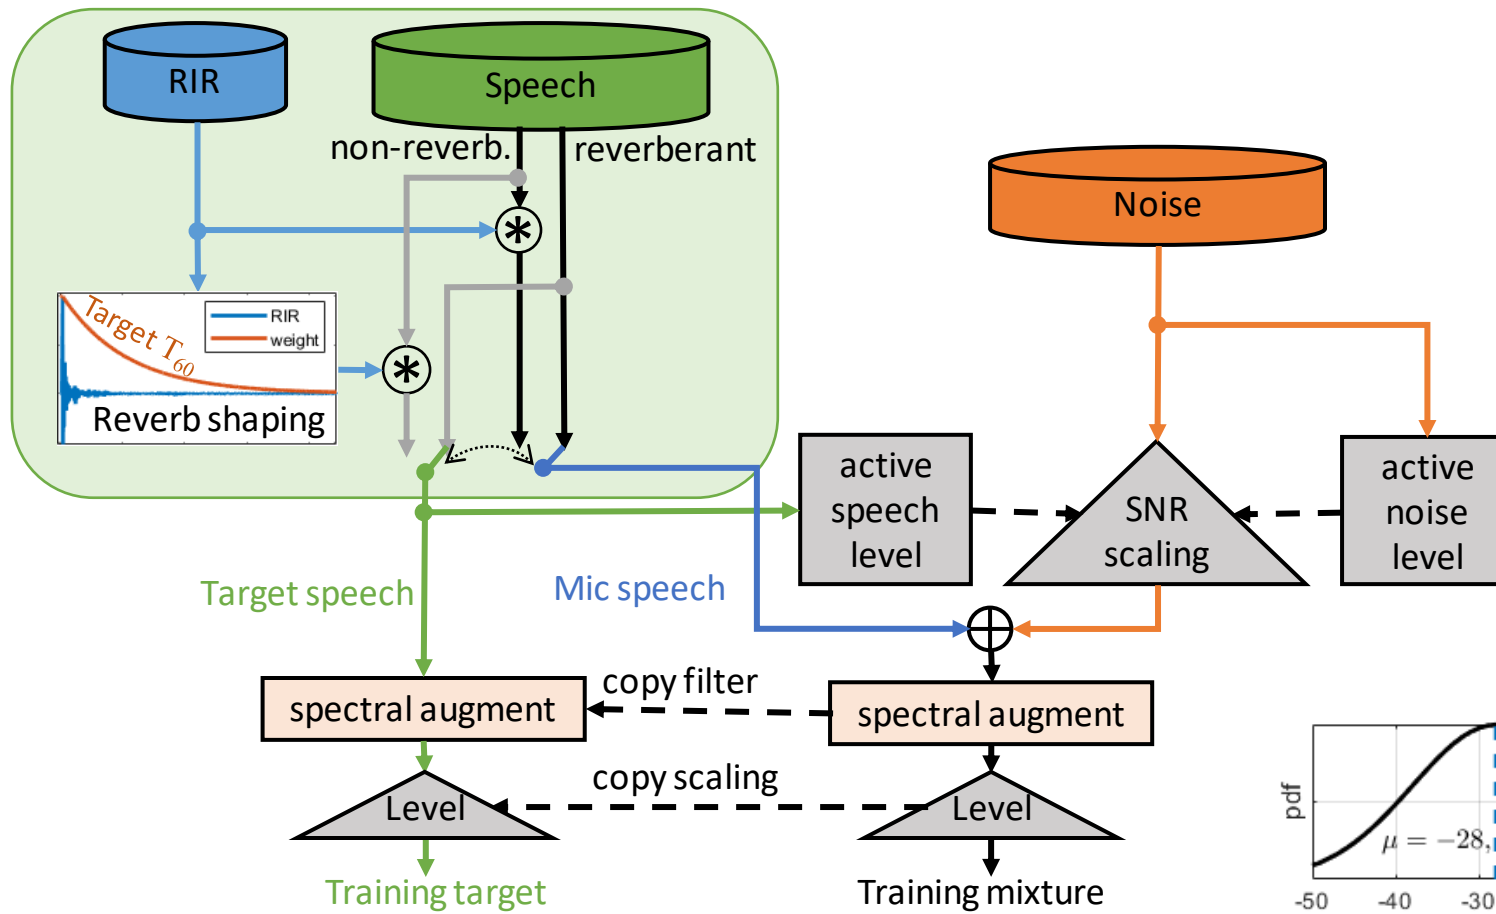 RIR
Speech
non-reverb.
reverberant
Noise
*
RIR
weight
Target T60
*
Reverb shaping
active
speech
level
SNR
scaling
active
noise
level
Target speech
Mic speech
copy filter
spectral augment
spectral augment
copy scaling
Level
Level
Training target
Training mixture
pdf
μ = −28,
-50
-40
-30